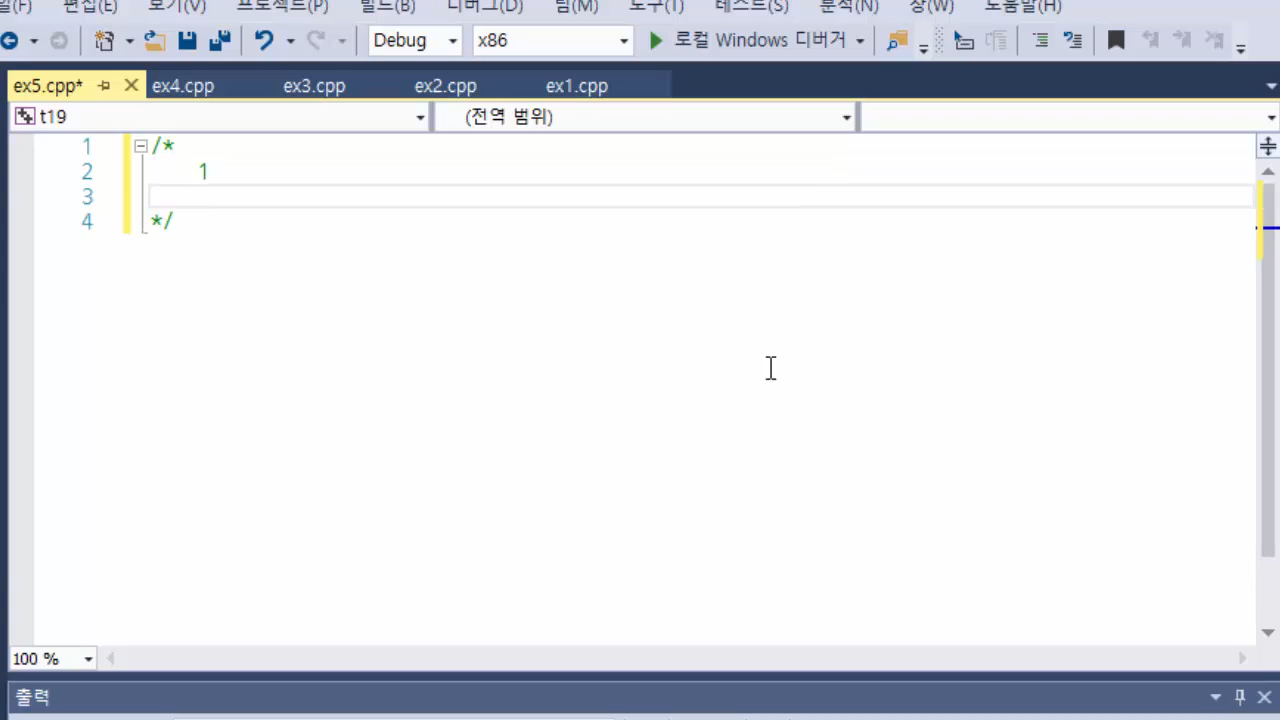 일(F) 편집(E) 보기(V) 프로젝트(P) 빌드(B) 디버그(D) 팀(M) 도구(T) 테스트(S) 분석(N) 창(W) 도움말(H)
Debug x86 로컬 Windows 디버거
ex5.cpp* ex4.cpp ex3.cpp ex2.cpp ex1.cpp
t19 (전역 범위)
1 /*
2 1
3
4 */
100 %
출력